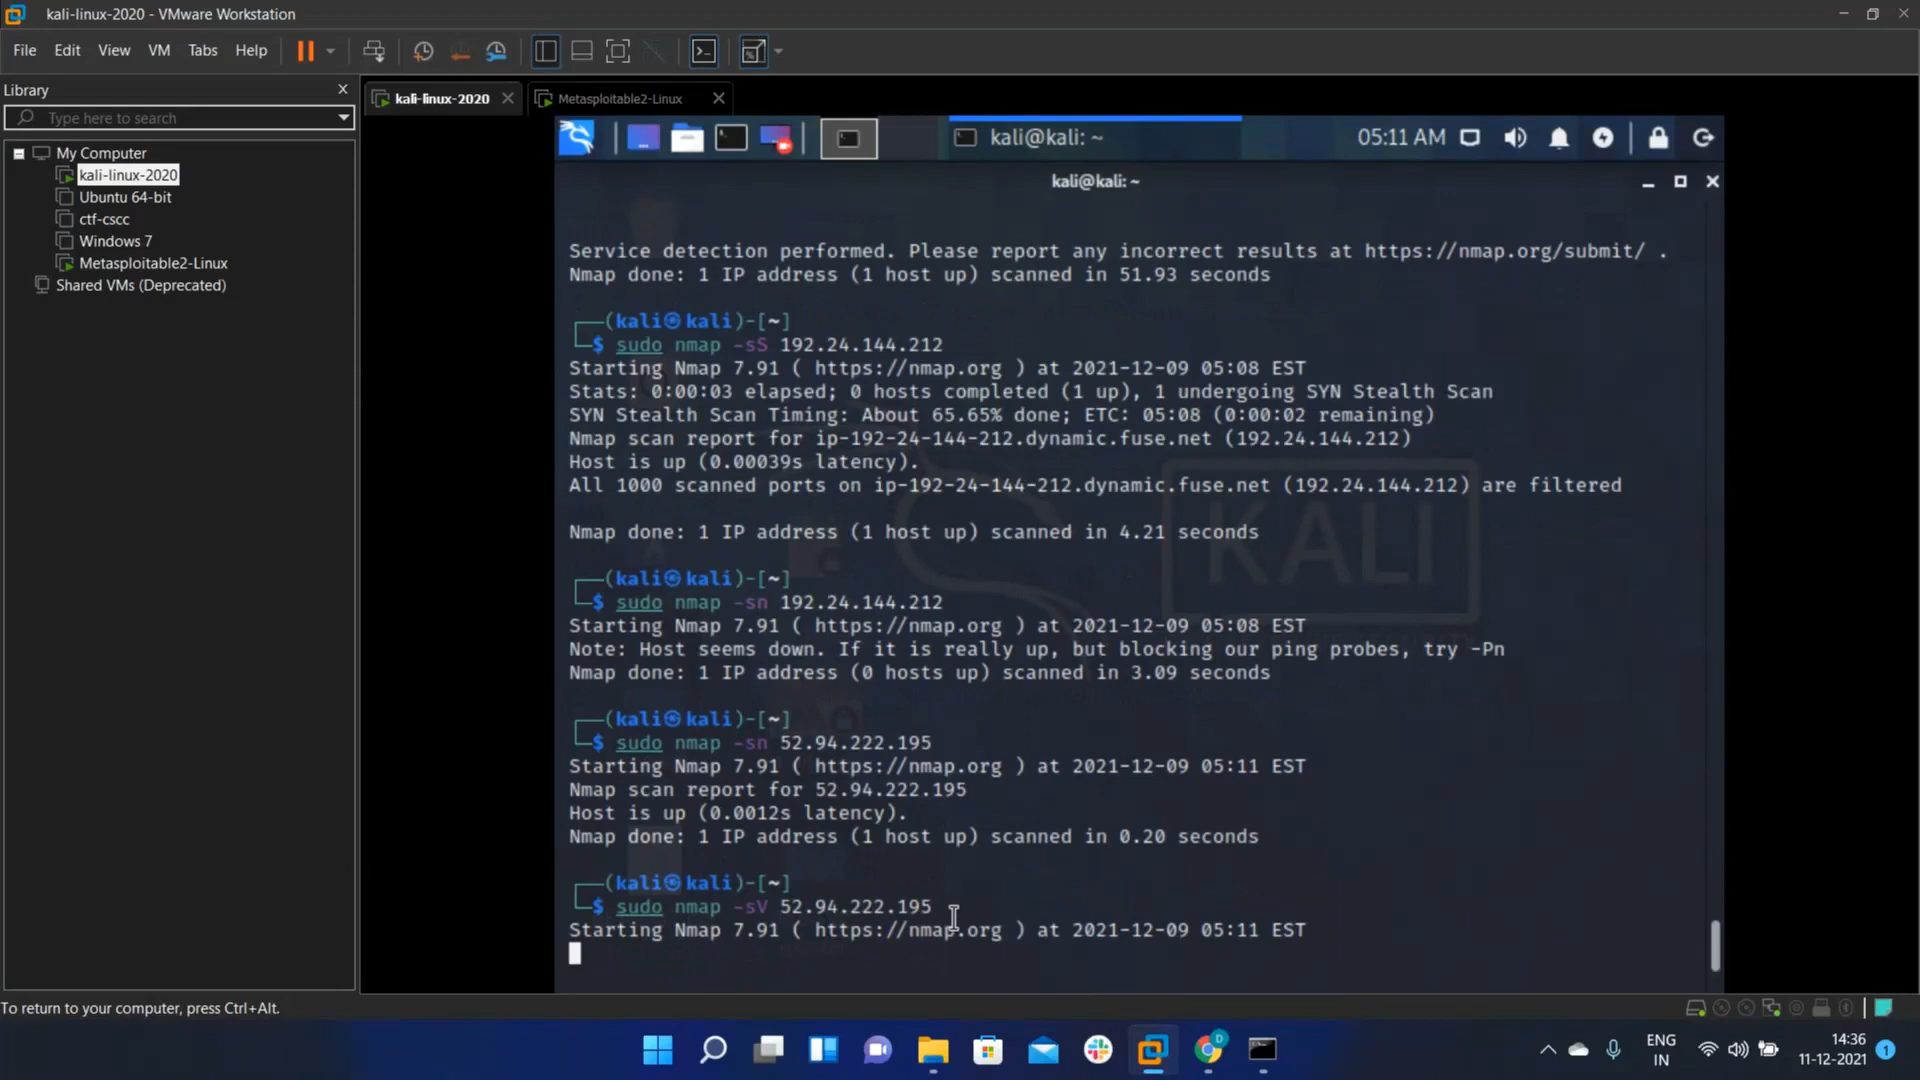 kali-linux-2020 - VMware Workstation
File Edit View VM Tabs Help
Library
Type here to search
My Computer
kali-linux-2020
Ubuntu 64-bit
ctf-cscc
Windows 7
Metasploitable2-Linux
Shared VMs (Deprecated)
kali-linux-2020 Metasploitable2-Linux
kali@kali: ~ 05:11 AM
kali@kali: ~
Service detection performed. Please report any incorrect results at https://nmap.org/submit/ .
Nmap done: 1 IP address (1 host up) scanned in 51.93 seconds
┌──(kali㉿kali)-[~]
└─$ sudo nmap -sS 192.24.144.212
Starting Nmap 7.91 ( https://nmap.org ) at 2021-12-09 05:08 EST
Stats: 0:00:03 elapsed; 0 hosts completed (1 up), 1 undergoing SYN Stealth Scan
SYN Stealth Scan Timing: About 65.65% done; ETC: 05:08 (0:00:02 remaining)
Nmap scan report for ip-192-24-144-212.dynamic.fuse.net (192.24.144.212)
Host is up (0.00039s latency).
All 1000 scanned ports on ip-192-24-144-212.dynamic.fuse.net (192.24.144.212) are filtered
Nmap done: 1 IP address (1 host up) scanned in 4.21 seconds
┌──(kali㉿kali)-[~]
└─$ sudo nmap -sn 192.24.144.212
Starting Nmap 7.91 ( https://nmap.org ) at 2021-12-09 05:08 EST
Note: Host seems down. If it is really up, but blocking our ping probes, try -Pn
Nmap done: 1 IP address (0 hosts up) scanned in 3.09 seconds
┌──(kali㉿kali)-[~]
└─$ sudo nmap -sn 52.94.222.195
Starting Nmap 7.91 ( https://nmap.org ) at 2021-12-09 05:11 EST
Nmap scan report for 52.94.222.195
Host is up (0.0012s latency).
Nmap done: 1 IP address (1 host up) scanned in 0.20 seconds
┌──(kali㉿kali)-[~]
└─$ sudo nmap -sV 52.94.222.195
Starting Nmap 7.91 ( https://nmap.org ) at 2021-12-09 05:11 EST
KALI
To return to your computer, press Ctrl+Alt.
D
ENG
IN
14:36
11-12-2021
1